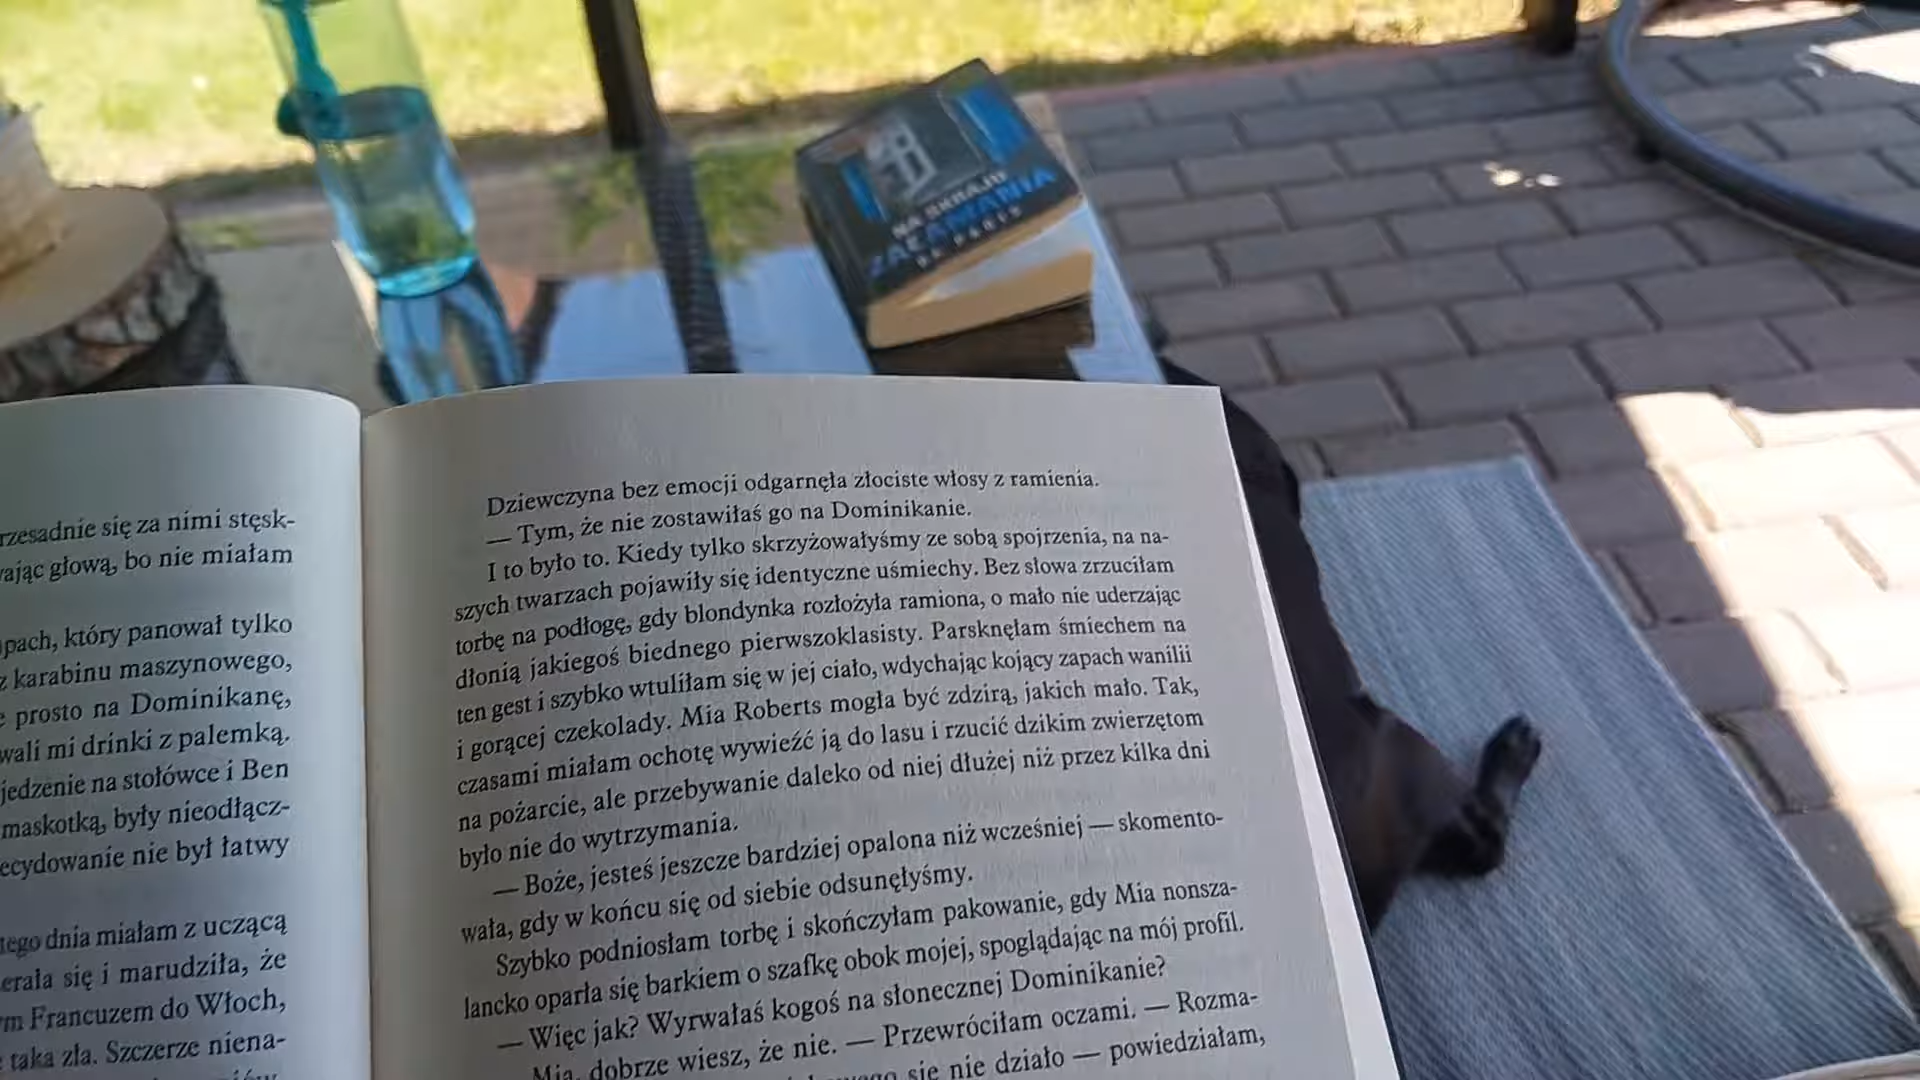 NA SKRAJU
ZAŁAMANIA
B.A. PARIS
rzesadnie się za nimi stęsk-
ając głową, bo nie miałam
pach, który panował tylko
z karabinu maszynowego,
prosto na Dominikanę,
wali mi drinki z palemką.
jedzenie na stołówce i Ben
maskotką, były nieodłącz-
ecydowanie nie był łatwy
tego dnia miałam z uczącą
erała się i marudziła, że
m Francuzem do Włoch,
taka zła. Szczerze niena-
Dziewczyna bez emocji odgarnęła złociste włosy z ramienia.
— Tym, że nie zostawiłaś go na Dominikanie.
I to było to. Kiedy tylko skrzyżowałyśmy ze sobą spojrzenia, na na-
szych twarzach pojawiły się identyczne uśmiechy. Bez słowa zrzuciłam
torbę na podłogę, gdy blondynka rozłożyła ramiona, o mało nie uderzając
dłonią jakiegoś biednego pierwszoklasisty. Parsknęłam śmiechem na
ten gest i szybko wtuliłam się w jej ciało, wdychając kojący zapach wanilii
i gorącej czekolady. Mia Roberts mogła być zdzirą, jakich mało. Tak,
czasami miałam ochotę wywieźć ją do lasu i rzucić dzikim zwierzętom
na pożarcie, ale przebywanie daleko od niej dłużej niż przez kilka dni
było nie do wytrzymania.
— Boże, jesteś jeszcze bardziej opalona niż wcześniej — skomento-
wała, gdy w końcu się od siebie odsunęłyśmy.
Szybko podniosłam torbę i skończyłam pakowanie, gdy Mia nonsza-
lancko oparła się barkiem o szafkę obok mojej, spoglądając na mój profil.
— Więc jak? Wyrwałaś kogoś na słonecznej Dominikanie?
Mia, dobrze wiesz, że nie. — Przewróciłam oczami. — Rozma-
się nie działo — powiedziałam,